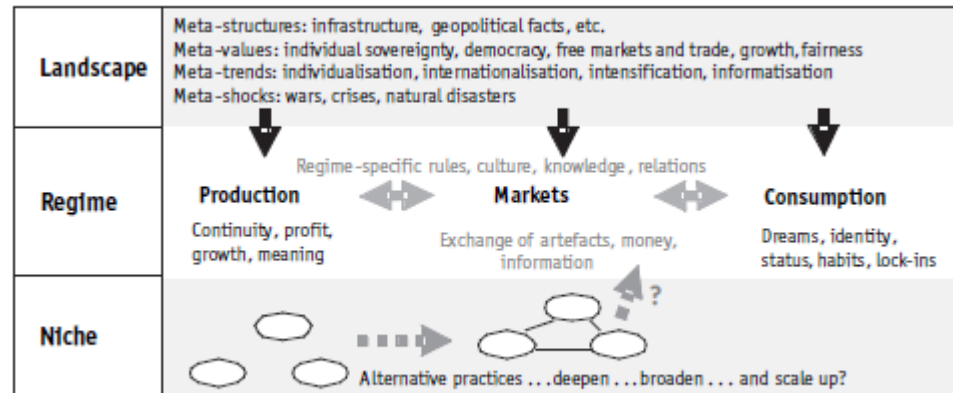 Landscape
Meta-structures: infrastructure, geopolitical facts, etc.
Meta-values: individual sovereignty, democracy, free markets and trade, growth, fairness
Meta-trends: individualisation, internationalisation, intensification, informatisation
Meta-shocks: wars, crises, natural disasters
Regime
Regime-specific rules, culture, knowledge, relations
Production
Markets
Consumption
Continuity, profit,
growth, meaning
Exchange of artefacts, money,
information
Dreams, identity,
status, habits, lock-ins
Niche
?
Alternative practices ...deepen ...broaden ... and scale up?